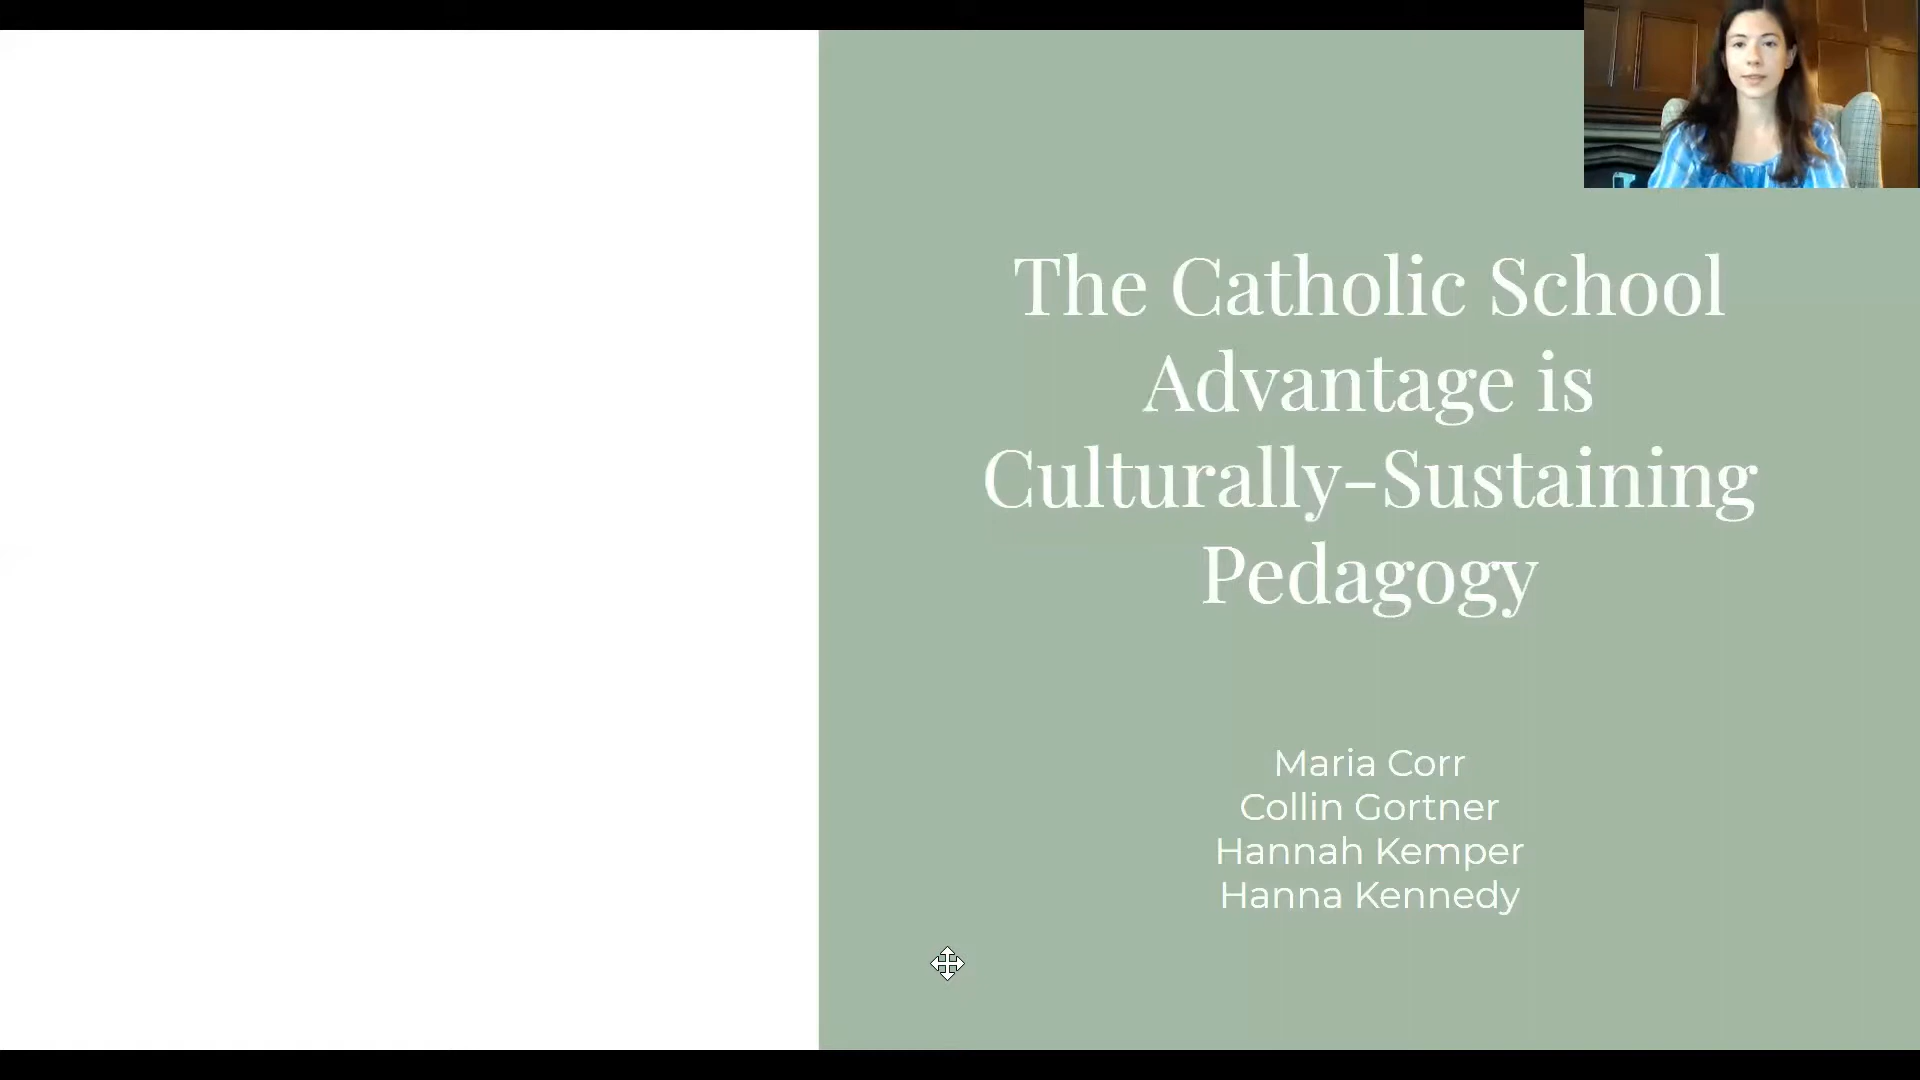 The Catholic School
Advantage is
Culturally-Sustaining
Pedagogy
Maria Corr
Collin Gortner
Hannah Kemper
Hanna Kennedy